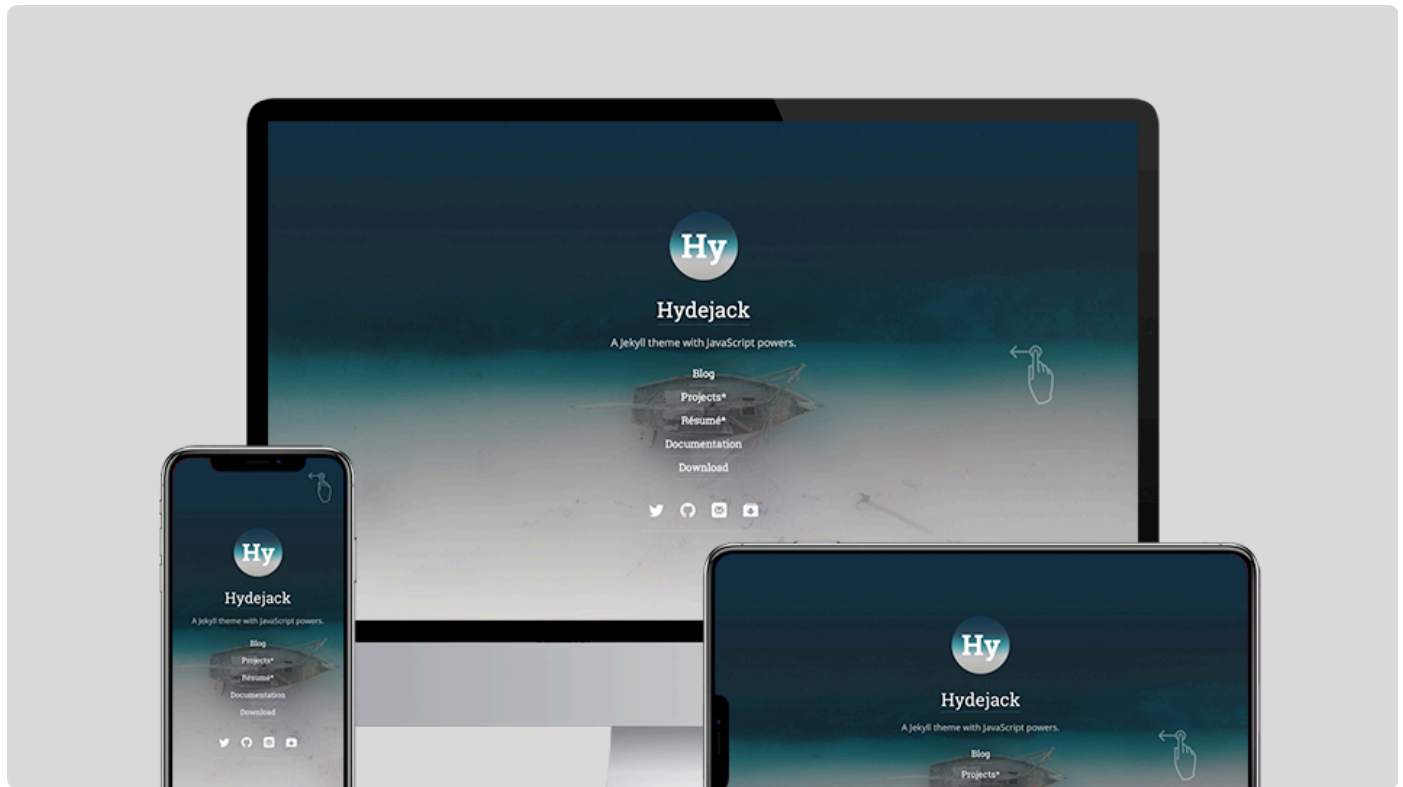 Hy
Hydejack
A Jekyll theme with JavaScript powers.
Blog
Projects*
Résumé*
Documentation
Download
Hy
Hydejack
A Jekyll theme with JavaScript powers.
Blog
Projects*
Résumé*
Documentation
Download
Hy
Hydejack
A Jekyll theme with JavaScript powers.
Blog
Projects*